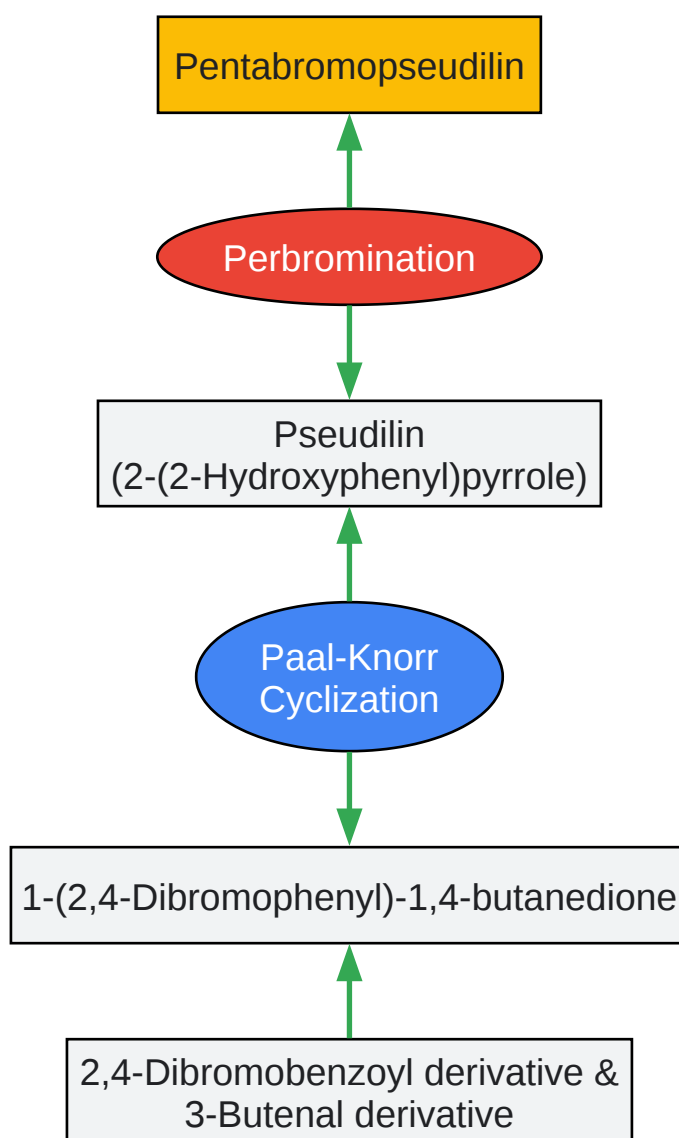 Pentabromopseudilin
Perbromination
Pseudilin
(2-(2-Hydroxyphenyl)pyrrole)
Paal-Knorr
Cyclization
1-(2,4-Dibromophenyl)-1,4-butanedione
2,4-Dibromobenzoyl derivative &
3-Butenal derivative